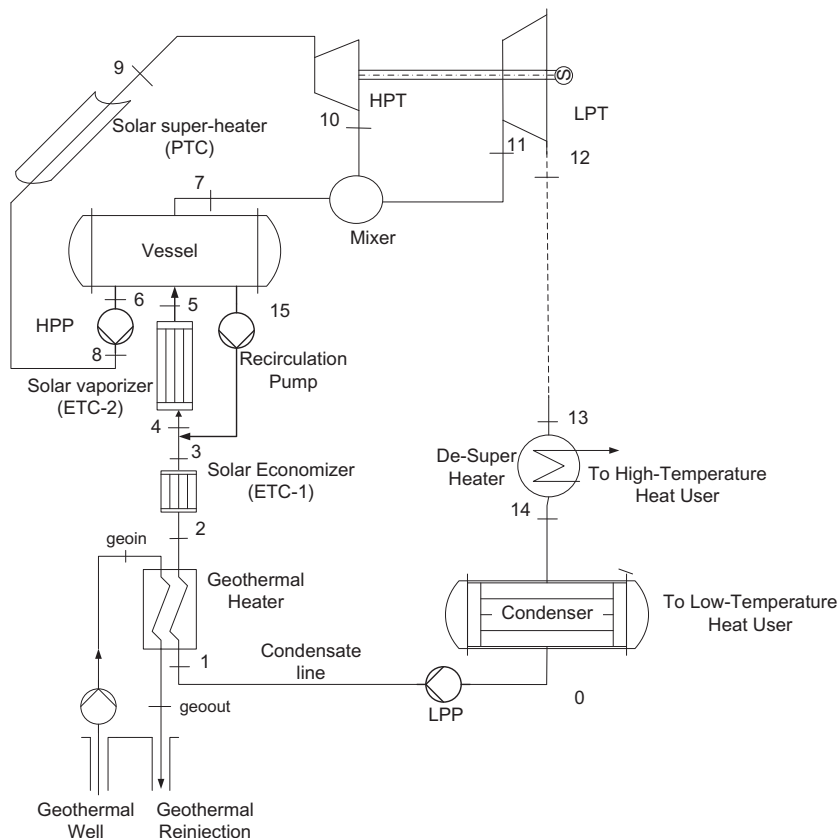 9
HPT
LPT
10
11
12
Solar super-heater
(PTC)
7
Mixer
Vessel
6
5
15
HPP
8
Recirculation
Pump
Solar vaporizer
(ETC-2)
4
3
Solar Economizer
(ETC-1)
2
13
De-Super
Heater
To High-Temperature
Heat User
14
geoin
Geothermal
Heater
Condenser
To Low-Temperature
Heat User
1
Condensate
line
LPP
0
geoout
Geothermal
Well
Geothermal
Reinjection
S